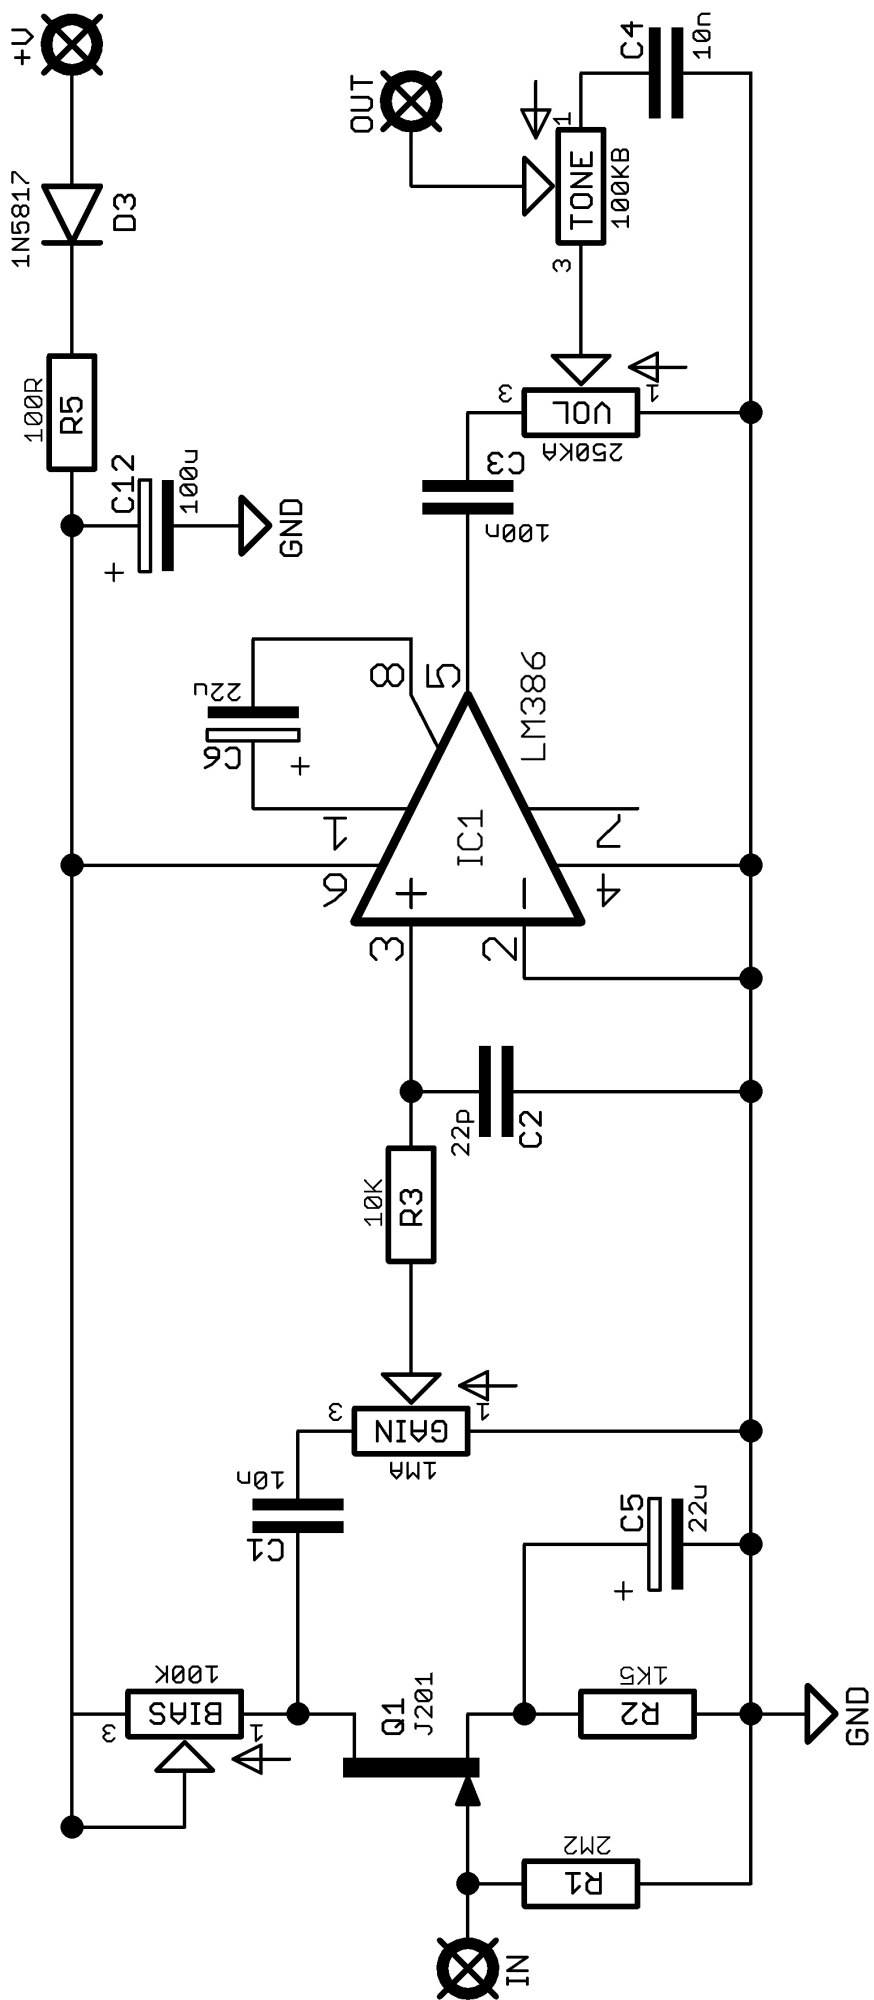 +V
1N5817
D3
100R
R5
C12
100u
+
GND
OUT
C4
10n
1
TONE
100KB
3
3
VOL
1
250KA
C3
100n
22u
C6
+
8
5
LM386
1
IC1
7
6
+
-
4
3
2
22p
C2
10K
R3
3
GAIN
1
1MA
10n
C1
C5
22u
+
100K
BIAS
3
1
Q1
J201
1K5
R2
GND
2M2
R1
IN